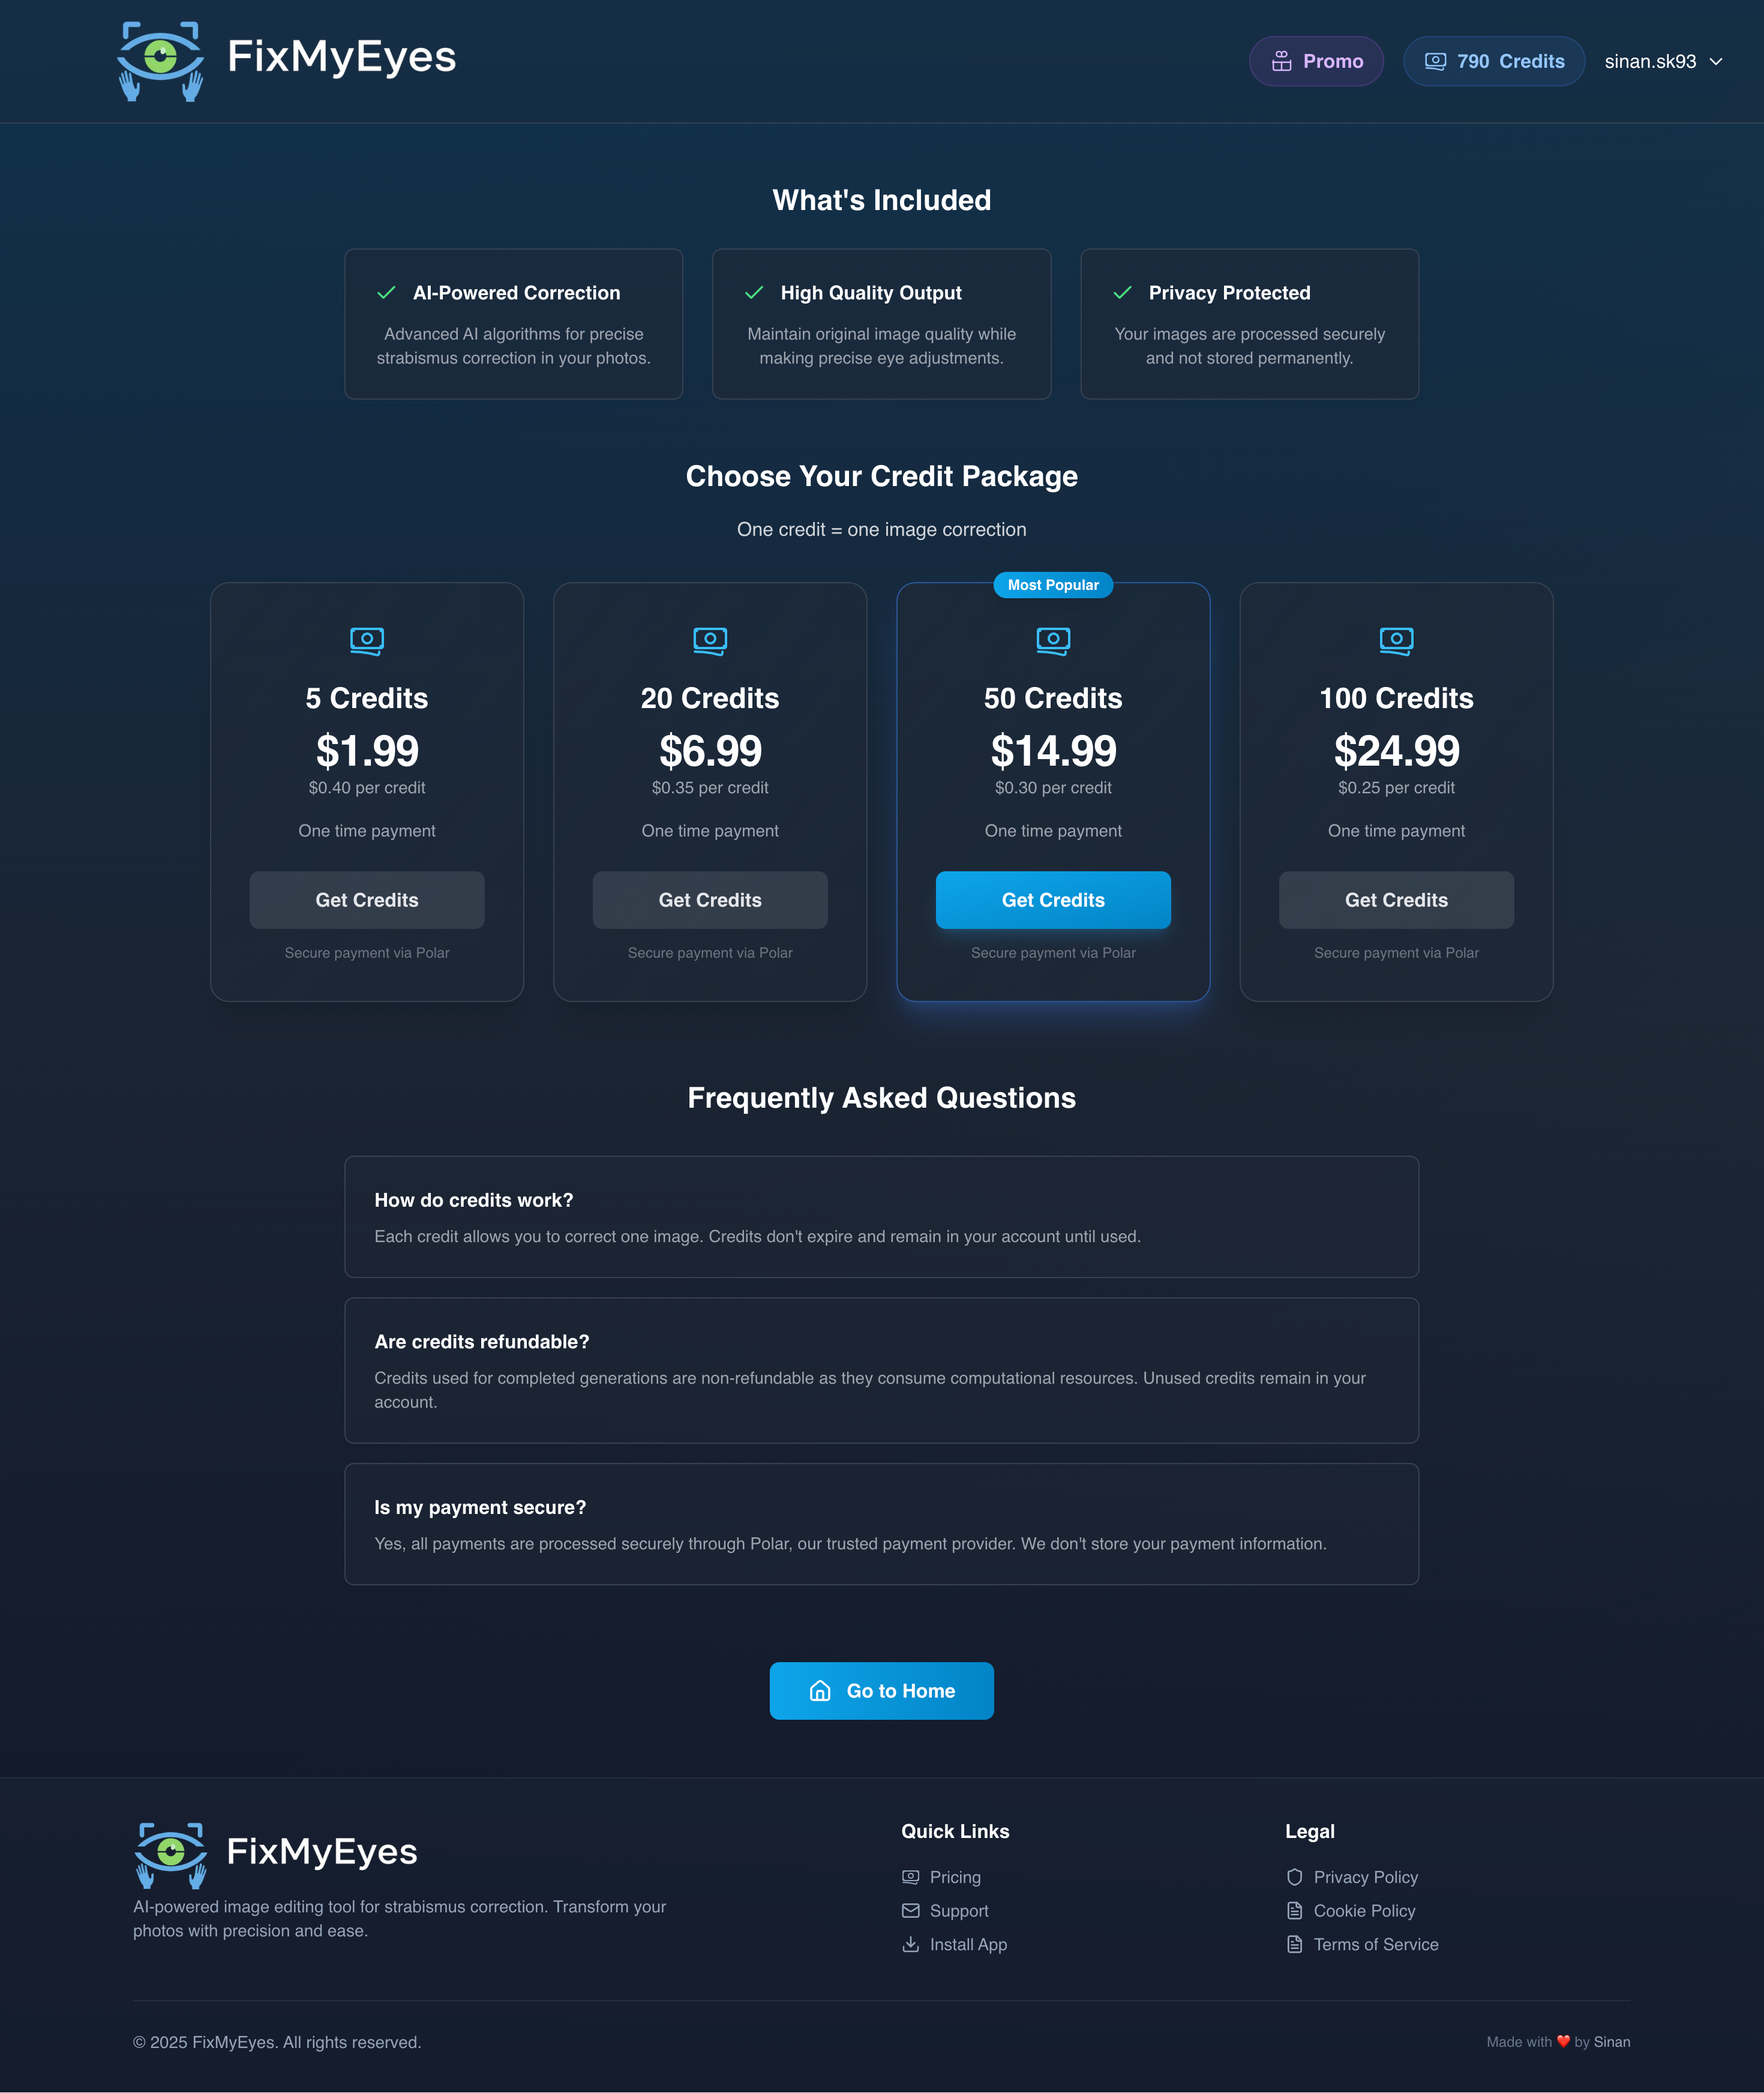 FixMyEyes
Promo
790 Credits
sinan.sk93
What's Included
AI-Powered Correction
Advanced AI algorithms for precise
strabismus correction in your photos.
High Quality Output
Maintain original image quality while
making precise eye adjustments.
Privacy Protected
Your images are processed securely
and not stored permanently.
Choose Your Credit Package
One credit = one image correction
5 Credits
$1.99
$0.40 per credit
One time payment
Get Credits
Secure payment via Polar
20 Credits
$6.99
$0.35 per credit
One time payment
Get Credits
Secure payment via Polar
Most Popular
50 Credits
$14.99
$0.30 per credit
One time payment
Get Credits
Secure payment via Polar
100 Credits
$24.99
$0.25 per credit
One time payment
Get Credits
Secure payment via Polar
Frequently Asked Questions
How do credits work?
Each credit allows you to correct one image. Credits don't expire and remain in your account until used.
Are credits refundable?
Credits used for completed generations are non-refundable as they consume computational resources. Unused credits remain in your
account.
Is my payment secure?
Yes, all payments are processed securely through Polar, our trusted payment provider. We don't store your payment information.
Go to Home
FixMyEyes
AI-powered image editing tool for strabismus correction. Transform your
photos with precision and ease.
Quick Links
Pricing
Support
Install App
Legal
Privacy Policy
Cookie Policy
Terms of Service
© 2025 FixMyEyes. All rights reserved.
Made with ❤️ by Sinan